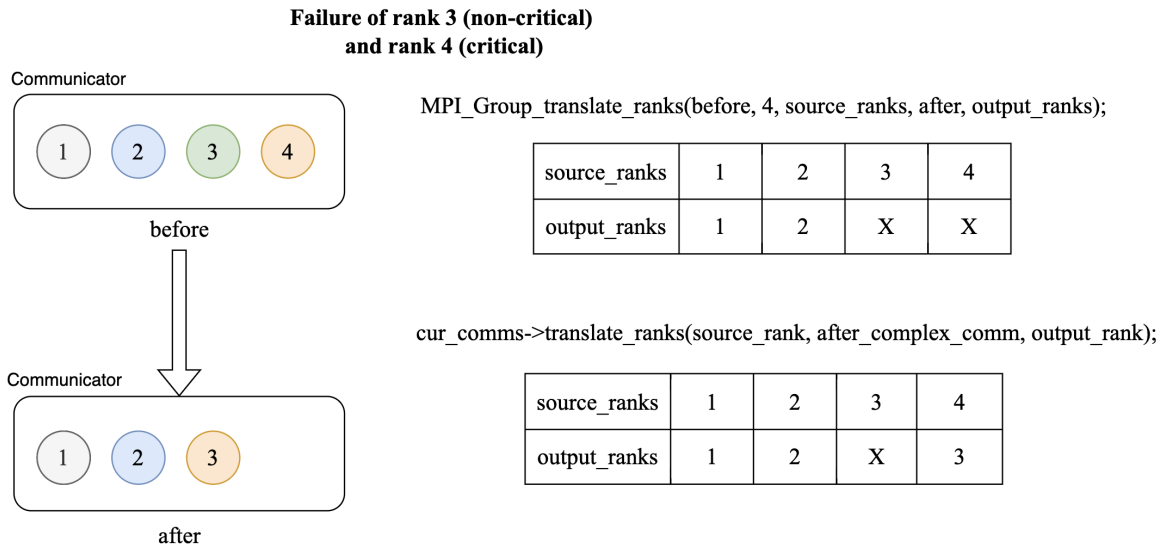 Failure of rank 3 (non-critical)
and rank 4 (critical)
Communicator
1 2 3 4
before
Communicator
1 2 3
after
MPI_Group_translate_ranks(before, 4, source_ranks, after, output_ranks);
source_ranks 1 2 3 4
output_ranks 1 2 X X
cur_comms->translate_ranks(source_rank, after_complex_comm, output_rank);
source_ranks 1 2 3 4
output_ranks 1 2 X 3